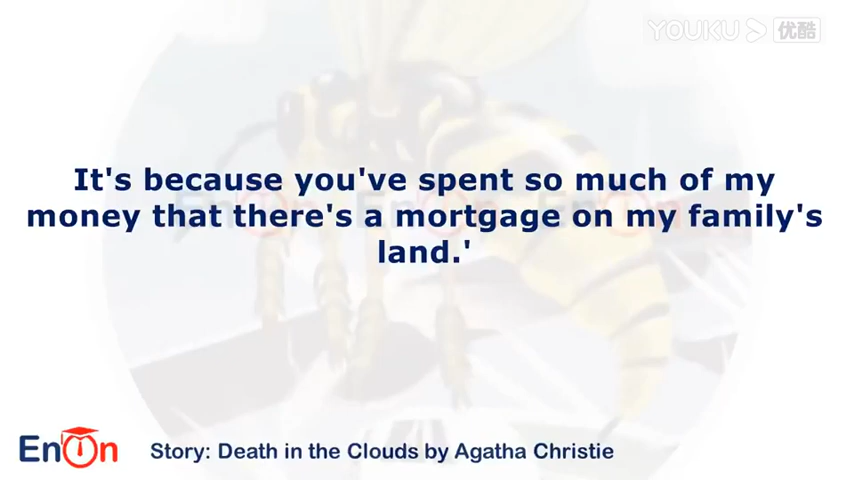 YOUKU 优酷
It's because you've spent so much of my
money that there's a mortgage on my family's
land.'
EnOn
Story: Death in the Clouds by Agatha Christie